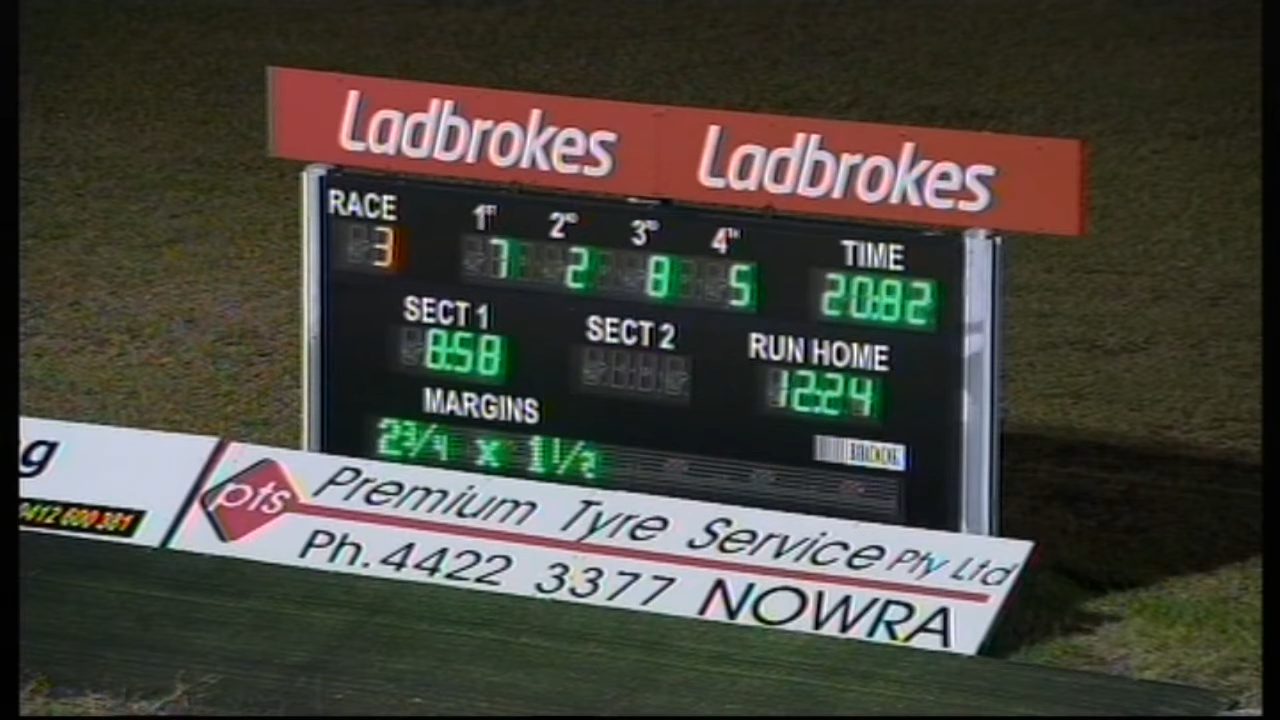 Ladbrokes Ladbrokes
RACE 1ST 2ND 3RD 4TH TIME
3 7 2 8 5 20.82
SECT 1 SECT 2 RUN HOME
8.58 12.24
MARGINS
2¾ x 1½
g
pts Premium Tyre Service Pty Ltd
Ph.4422 3377 NOWRA